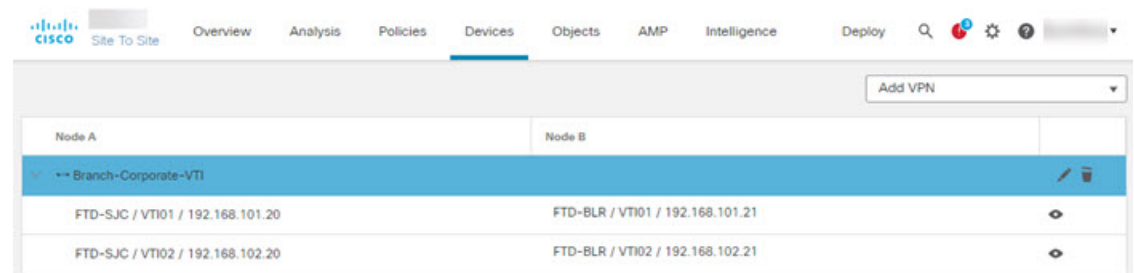 CISCO
Site To Site
Overview Analysis Policies Devices Objects AMP Intelligence Deploy 3
Add VPN
Node A Node B
Branch-Corporate-VTI
FTD-SJC / VTI01 / 192.168.101.20 FTD-BLR / VTI01 / 192.168.101.21
FTD-SJC / VTI02 / 192.168.102.20 FTD-BLR / VTI02 / 192.168.102.21